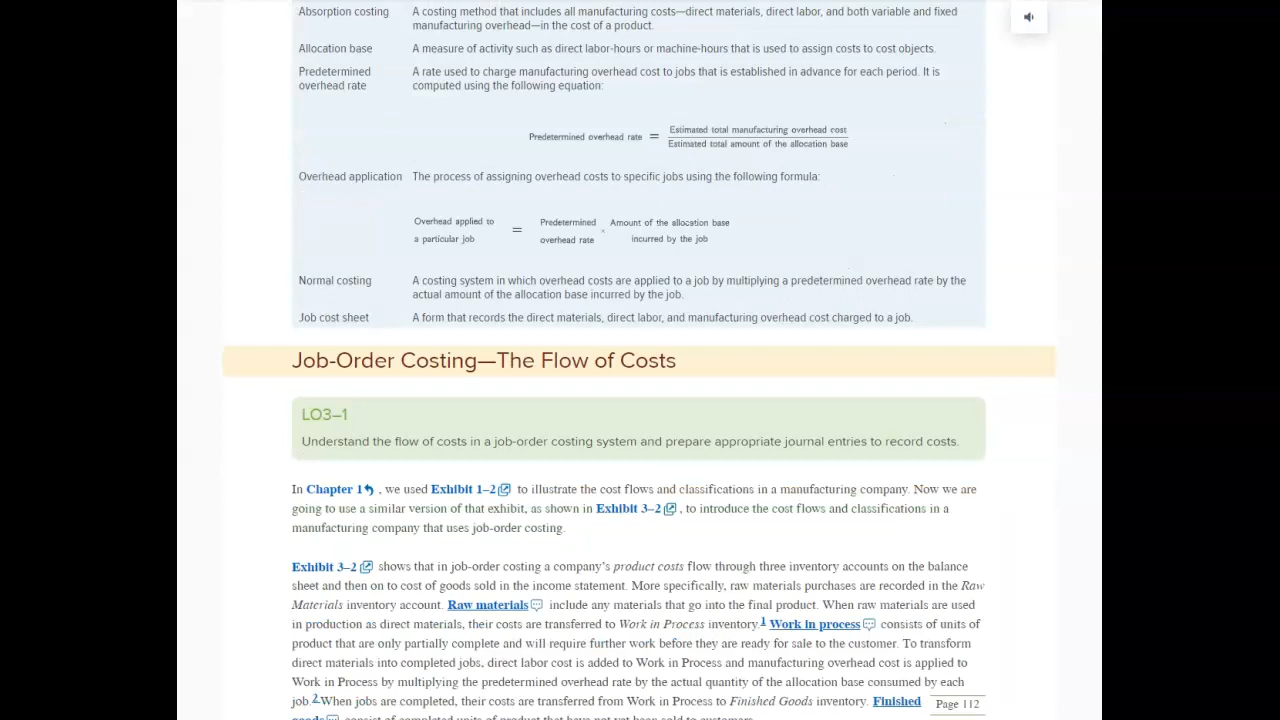 Absorption costing A costing method that includes all manufacturing costs—direct materials, direct labor, and both variable and fixed
manufacturing overhead—in the cost of a product.
Allocation base A measure of activity such as direct labor-hours or machine-hours that is used to assign costs to cost objects.
Predetermined A rate used to charge manufacturing overhead cost to jobs that is established in advance for each period. It is
overhead rate computed using the following equation:
Predetermined overhead rate = Estimated total manufacturing overhead cost
Estimated total amount of the allocation base
Overhead application The process of assigning overhead costs to specific jobs using the following formula:
Overhead applied to = Predetermined × Amount of the allocation base
a particular job overhead rate incurred by the job
Normal costing A costing system in which overhead costs are applied to a job by multiplying a predetermined overhead rate by the
actual amount of the allocation base incurred by the job.
Job cost sheet A form that records the direct materials, direct labor, and manufacturing overhead cost charged to a job.
Job-Order Costing—The Flow of Costs
LO3–1
Understand the flow of costs in a job-order costing system and prepare appropriate journal entries to record costs.
In Chapter 1 , we used Exhibit 1–2 to illustrate the cost flows and classifications in a manufacturing company. Now we are
going to use a similar version of that exhibit, as shown in Exhibit 3–2 , to introduce the cost flows and classifications in a
manufacturing company that uses job-order costing.
Exhibit 3–2 shows that in job-order costing a company's product costs flow through three inventory accounts on the balance
sheet and then on to cost of goods sold in the income statement. More specifically, raw materials purchases are recorded in the Raw
Materials inventory account. Raw materials include any materials that go into the final product. When raw materials are used
in production as direct materials, their costs are transferred to Work in Process inventory.1 Work in process consists of units of
product that are only partially complete and will require further work before they are ready for sale to the customer. To transform
direct materials into completed jobs, direct labor cost is added to Work in Process and manufacturing overhead cost is applied to
Work in Process by multiplying the predetermined overhead rate by the actual quantity of the allocation base consumed by each
job.2 When jobs are completed, their costs are transferred from Work in Process to Finished Goods inventory. Finished Page 112
goods consist of completed units of product that have not yet been sold to customers.